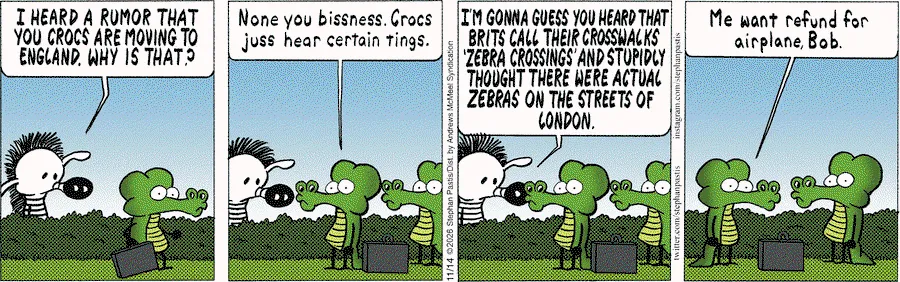 I HEARD A RUMOR THAT
YOU CROCS ARE MOVING TO
ENGLAND. WHY IS THAT?
None you bissness. Crocs
juss hear certain tings.
11/14 ©2026 Stephan Pastis/Dist. by Andrews McMeel Syndication
I'M GONNA GUESS YOU HEARD THAT
BRITS CALL THEIR CROSSWALKS
'ZEBRA CROSSINGS' AND STUPIDLY
THOUGHT THERE WERE ACTUAL
ZEBRAS ON THE STREETS OF
LONDON.
twitter.com/stephanpastis
instagram.com/stephanpastis
Me want refund for
airplane, Bob.